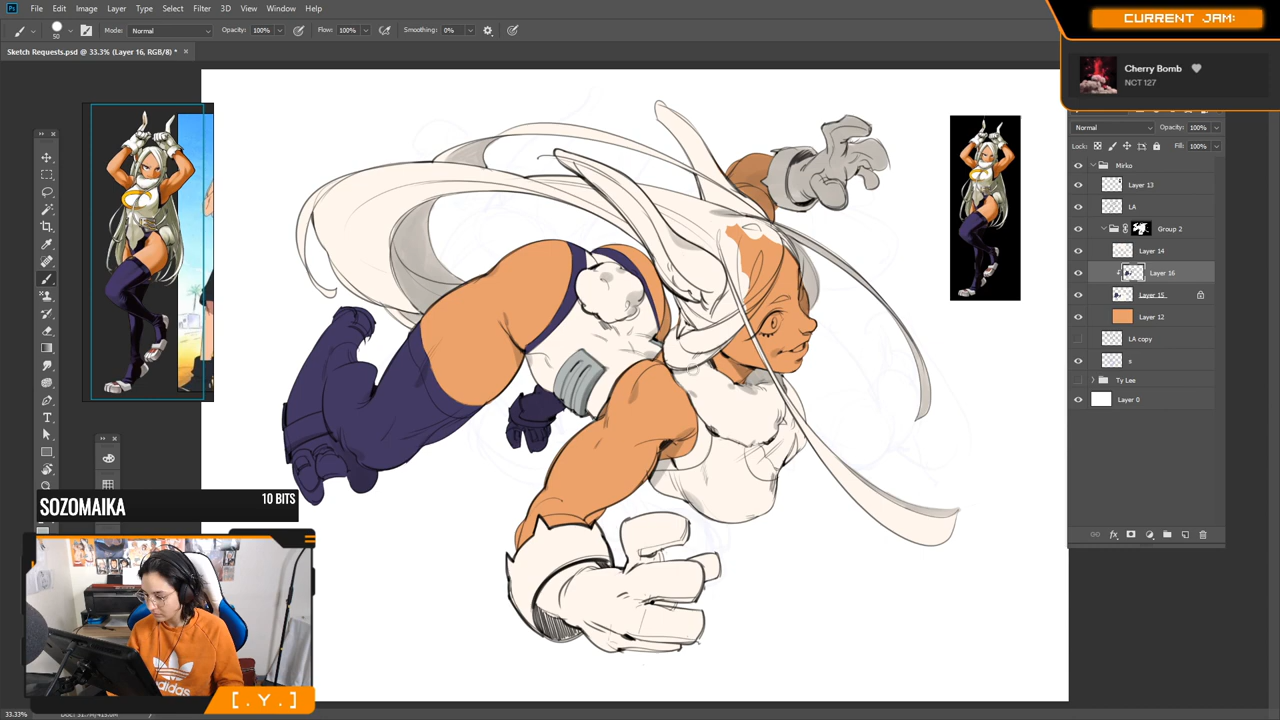 File Edit Image Layer Type Select Filter 3D View Window Help
CURRENT JAM:
50 Mode: Normal Opacity: 100% Flow: 100% Smoothing: 0%
Sketch Requests.psd @ 33.3% (Layer 16, RGB/8) * ×
Cherry Bomb
NCT 127
Normal Opacity: 100%
Lock: Fill: 100%
Mirko
Layer 13
LA
Group 2
Layer 14
Layer 16
Layer 15
Layer 12
LA copy
s
Ty Lee
Layer 0
SOZOMAIKA 10 BITS
adidas
[ . Y . ]
33.33%